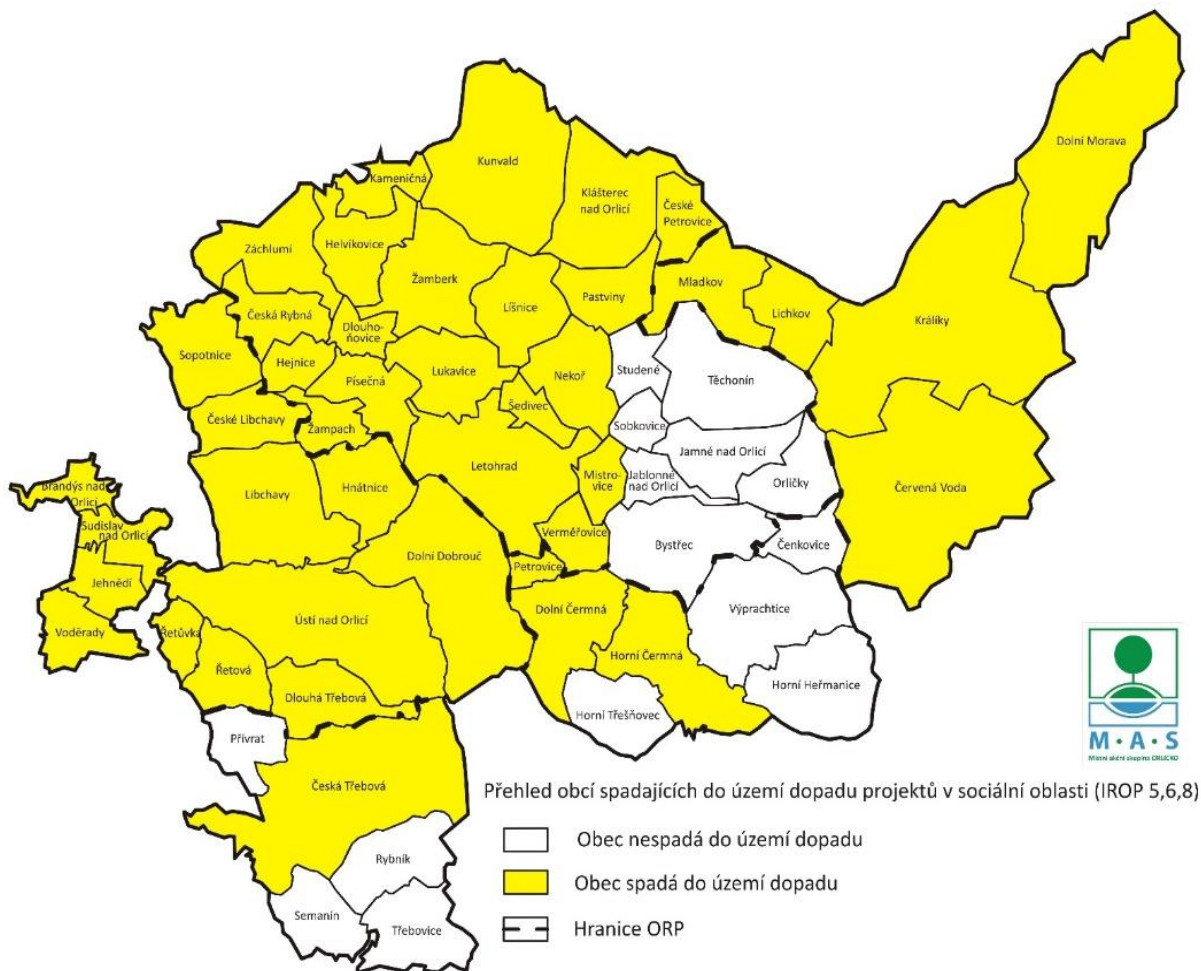 Dolní Morava
Kunvald
Kameničná
Klášterec
nad Orlicí
České
Petrovice
Záchlumí
Helvíkovice
Žamberk
Líšnice
Pastviny
Mladkov
Lichkov
Králíky
Česká Rybná
Dlouho-
ňovice
Sopotnice
Hejnice
Písečná
Lukavice
Nekoř
Studené
Těchonín
Šedivec
České Libchavy
Žampach
Sobkovice
Jamné nad Orlicí
Letohrad
Mistro-
vice
Jablonné
nad Orlicí
Orličky
Červená Voda
Brandýs nad
Orlicí
Libchavy
Hnátnice
Sudislav
nad Orlicí
Verměřovice
Bystřec
Čenkovice
Dolní Dobrouč
Petrovice
Jehnědí
Výprachtice
Dolní Čermná
Ústí nad Orlicí
Voděrady
Řetůvka
Řetová
Horní Čermná
Horní Heřmanice
Dlouhá Třebová
Horní Třešňovec
Přívrat
Česká Třebová
Rybník
Semanín
Třebovice
M·A·S
Místní akční skupina ORLICKO
Přehled obcí spadajících do území dopadu projektů v sociální oblasti (IROP 5,6,8)
Obec nespadá do území dopadu
Obec spadá do území dopadu
Hranice ORP